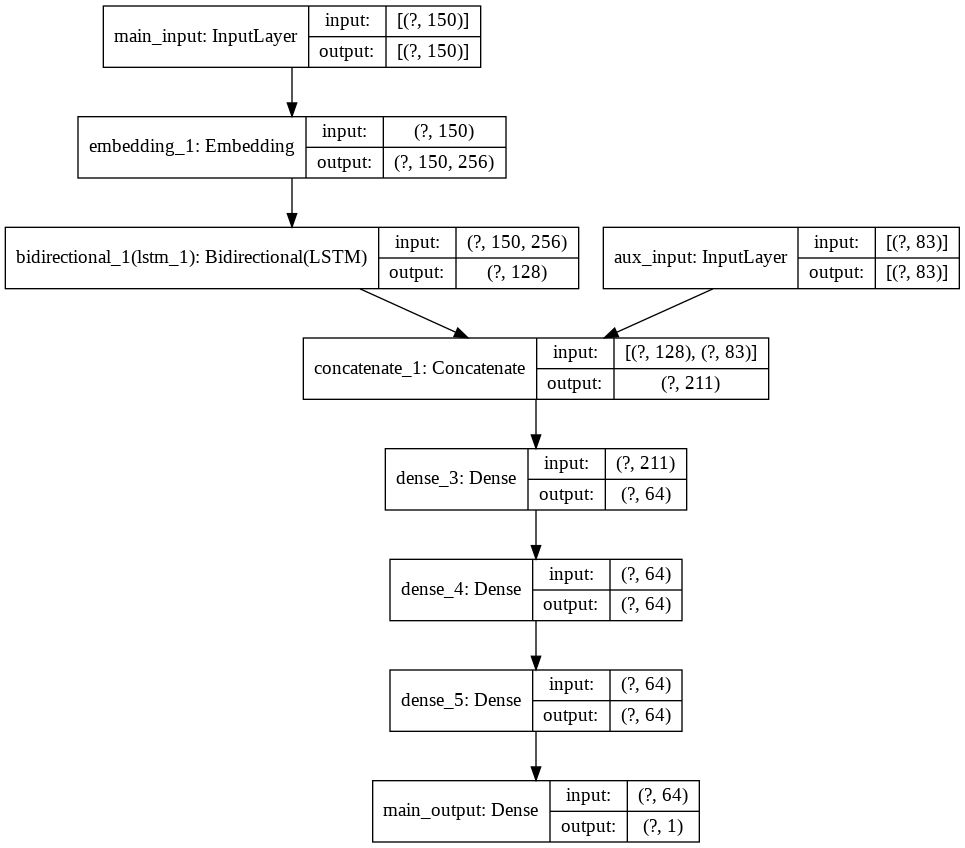 main_input: InputLayer
input: [(?, 150)]
output: [(?, 150)]
embedding_1: Embedding
input: (?, 150)
output: (?, 150, 256)
bidirectional_1(lstm_1): Bidirectional(LSTM)
input: (?, 150, 256)
output: (?, 128)
aux_input: InputLayer
input: [(?, 83)]
output: [(?, 83)]
concatenate_1: Concatenate
input: [(?, 128), (?, 83)]
output: (?, 211)
dense_3: Dense
input: (?, 211)
output: (?, 64)
dense_4: Dense
input: (?, 64)
output: (?, 64)
dense_5: Dense
input: (?, 64)
output: (?, 64)
main_output: Dense
input: (?, 64)
output: (?, 1)